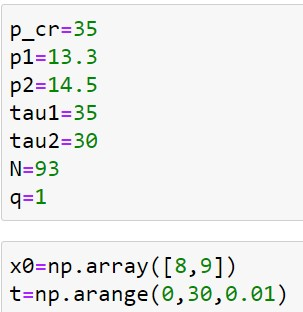 p_cr=35
p1=13.3
p2=14.5
tau1=35
tau2=30
N=93
q=1
x0=np.array([8,9])
t=np.arange(0,30,0.01)